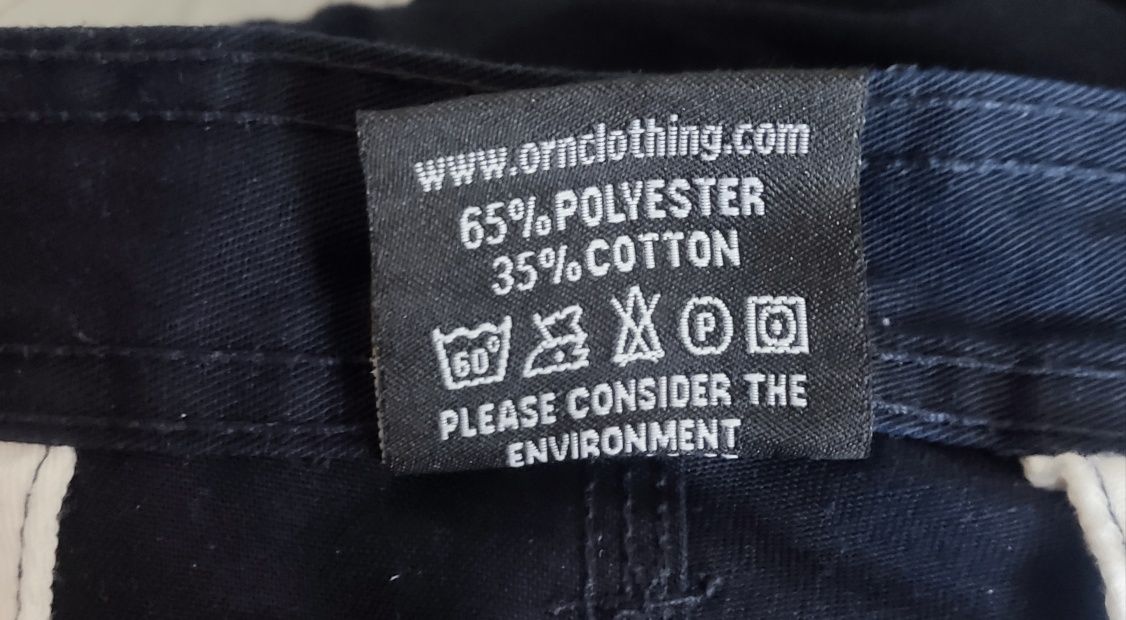 www.ornclothing.com
65% POLYESTER
35% COTTON
60° P
PLEASE CONSIDER THE
ENVIRONMENT